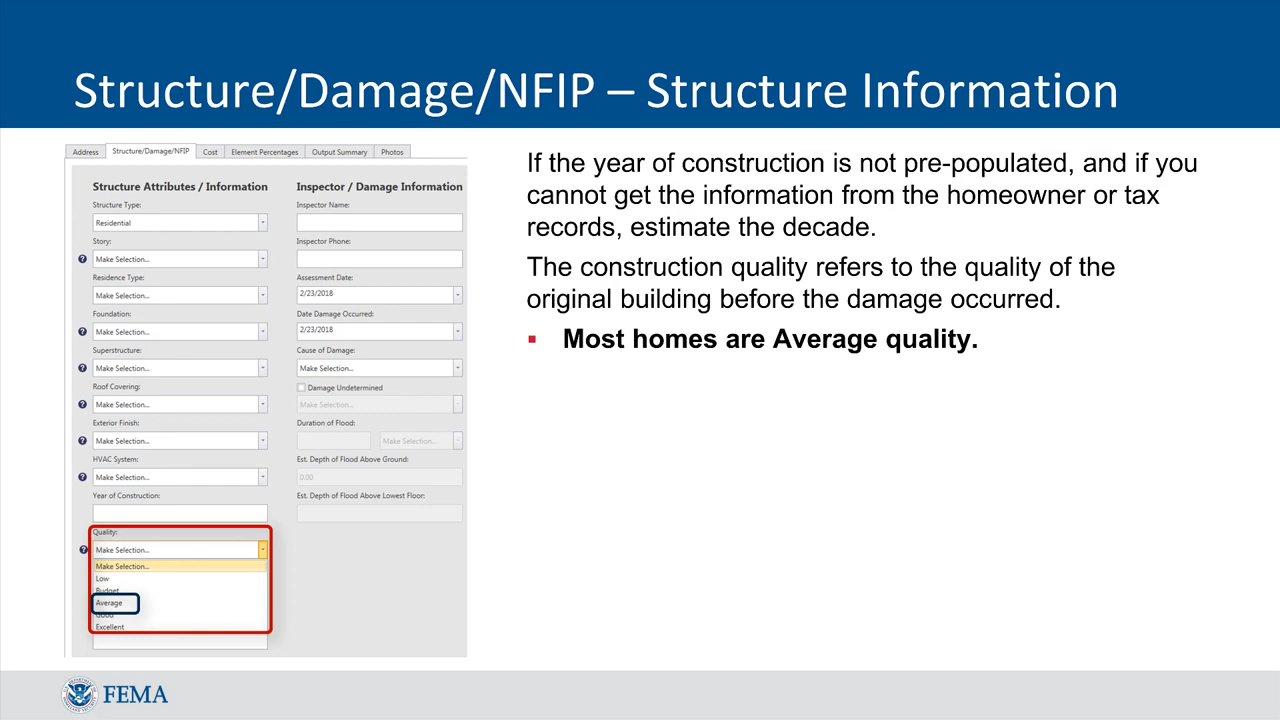 Structure/Damage/NFIP – Structure Information
Address Structure/Damage/NFIP Cost Element Percentages Output Summary Photos
Structure Attributes / Information
Structure Type:
Residential
Story:
? Make Selection...
Residence Type:
Make Selection...
Foundation:
? Make Selection...
Superstructure:
? Make Selection...
Roof Covering:
? Make Selection...
Exterior Finish:
? Make Selection...
HVAC System:
? Make Selection...
Year of Construction:
Quality:
? Make Selection...
Make Selection...
Low
Budget
Average
Good
Excellent
Inspector / Damage Information
Inspector Name:
Inspector Phone:
Assessment Date:
2/23/2018
Date Damage Occurred:
2/23/2018
Cause of Damage:
Make Selection...
Damage Undetermined
Make Selection...
Duration of Flood:
Make Selection...
Est. Depth of Flood Above Ground:
0.00
Est. Depth of Flood Above Lowest Floor:
If the year of construction is not pre-populated, and if you
cannot get the information from the homeowner or tax
records, estimate the decade.
The construction quality refers to the quality of the
original building before the damage occurred.
▪ Most homes are Average quality.
FEMA